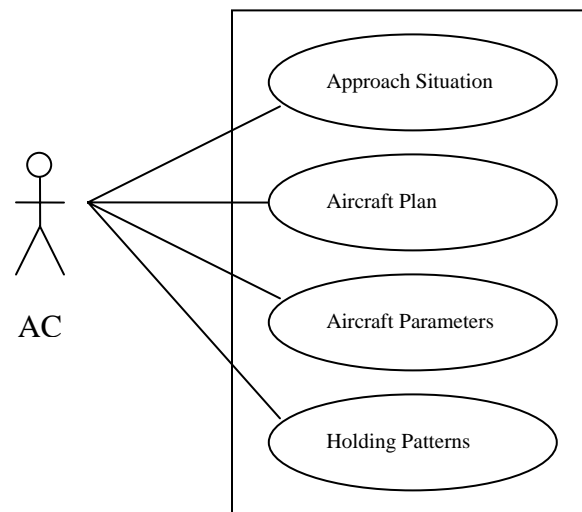 Approach Situation
Aircraft Plan
Aircraft Parameters
AC
Holding Patterns